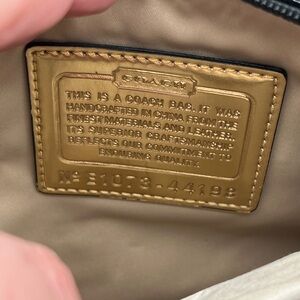 COACH
THIS IS A COACH BAG. IT WAS
HANDCRAFTED IN CHINA FROM THE
FINEST MATERIALS AND LEATHER.
ITS SUPERIOR CRAFTSMANSHIP
REFLECTS OUR COMMITMENT TO
ENDURING QUALITY.
Nº E1073-44198